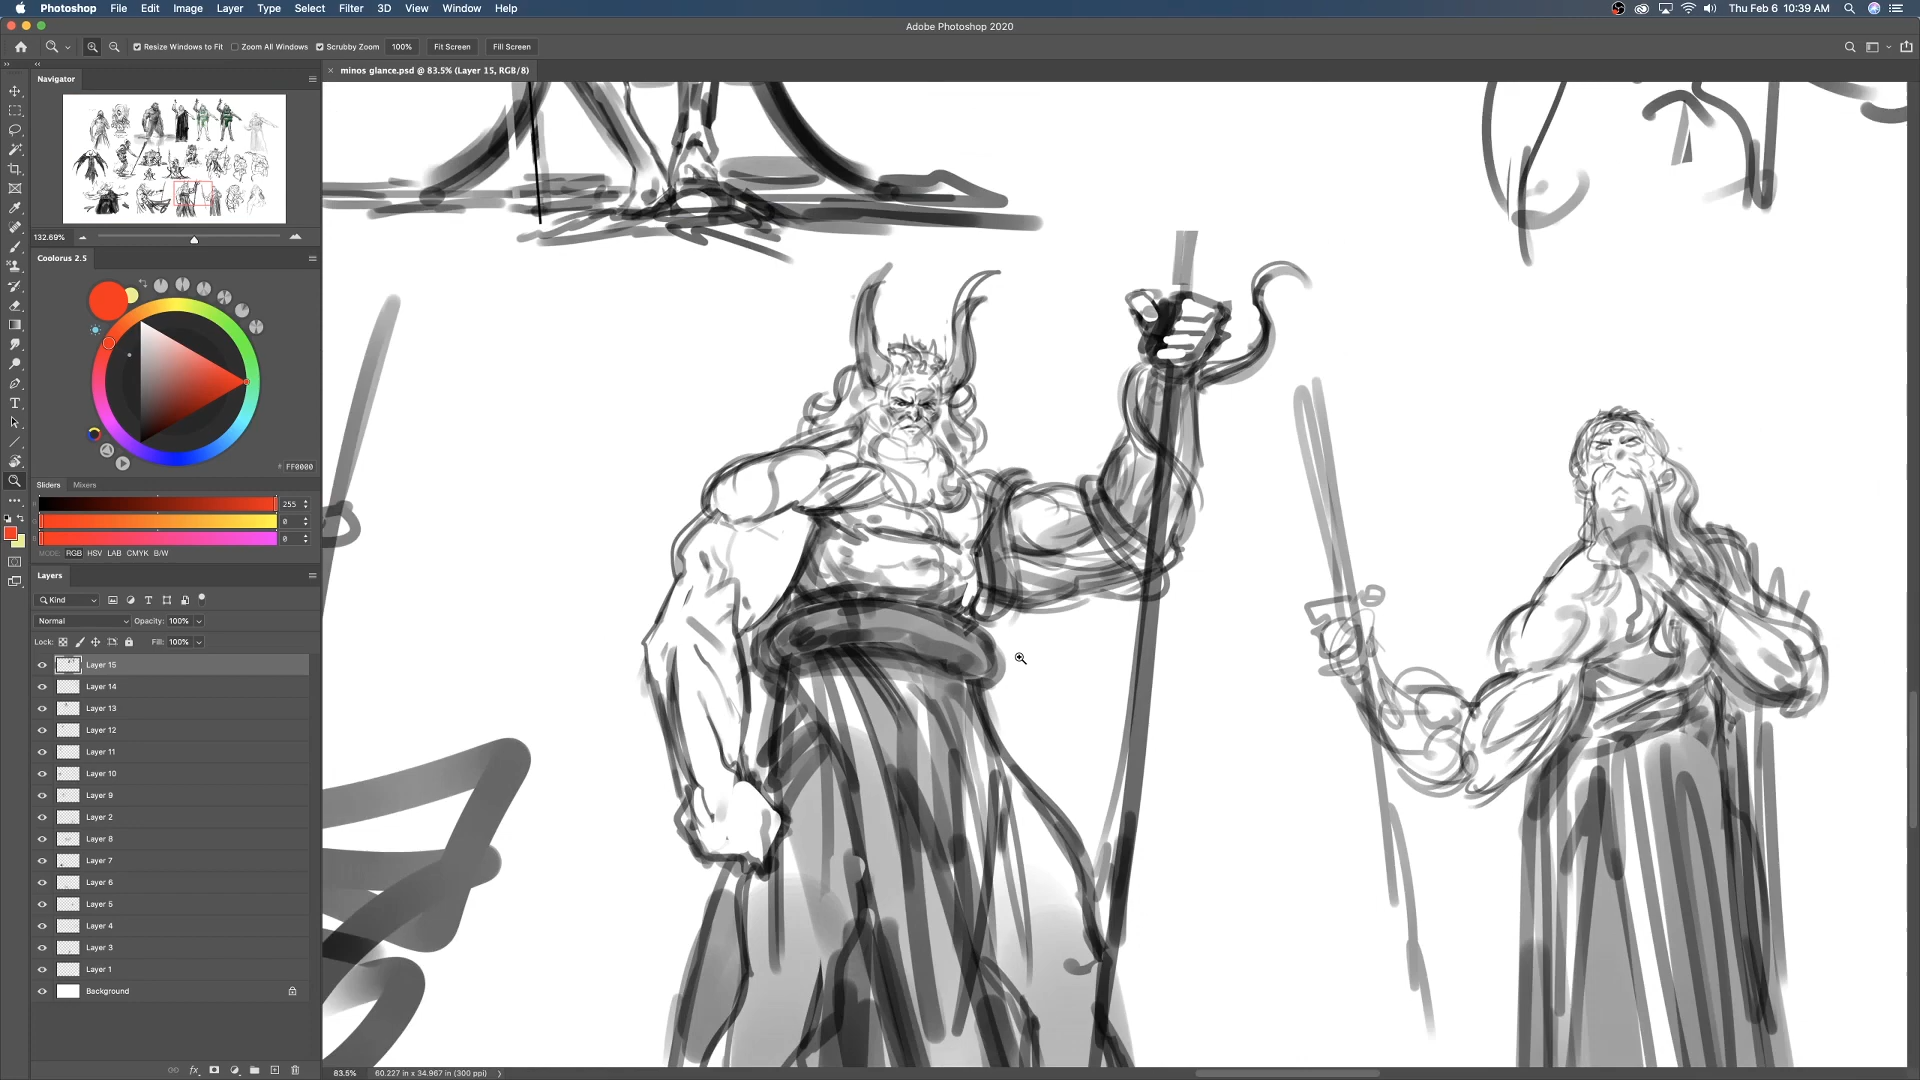 Photoshop File Edit Image Layer Type Select Filter 3D View Window Help Thu Feb 6 10:39 AM
Adobe Photoshop 2020
Resize Windows to Fit Zoom All Windows Scrubby Zoom 100% Fit Screen Fill Screen
minos glance.psd @ 83.5% (Layer 15, RGB/8)
Navigator
132.69%
Coolorus 2.5
# FF0000
Sliders Mixers
255
0
0
MODE: RGB HSV LAB CMYK B/W
Layers
Kind
Normal Opacity: 100%
Lock: Fill: 100%
Layer 15
Layer 14
Layer 13
Layer 12
Layer 11
Layer 10
Layer 9
Layer 2
Layer 8
Layer 7
Layer 6
Layer 5
Layer 4
Layer 3
Layer 1
Background
fx
83.5% 60.227 in x 34.967 in (300 ppi)